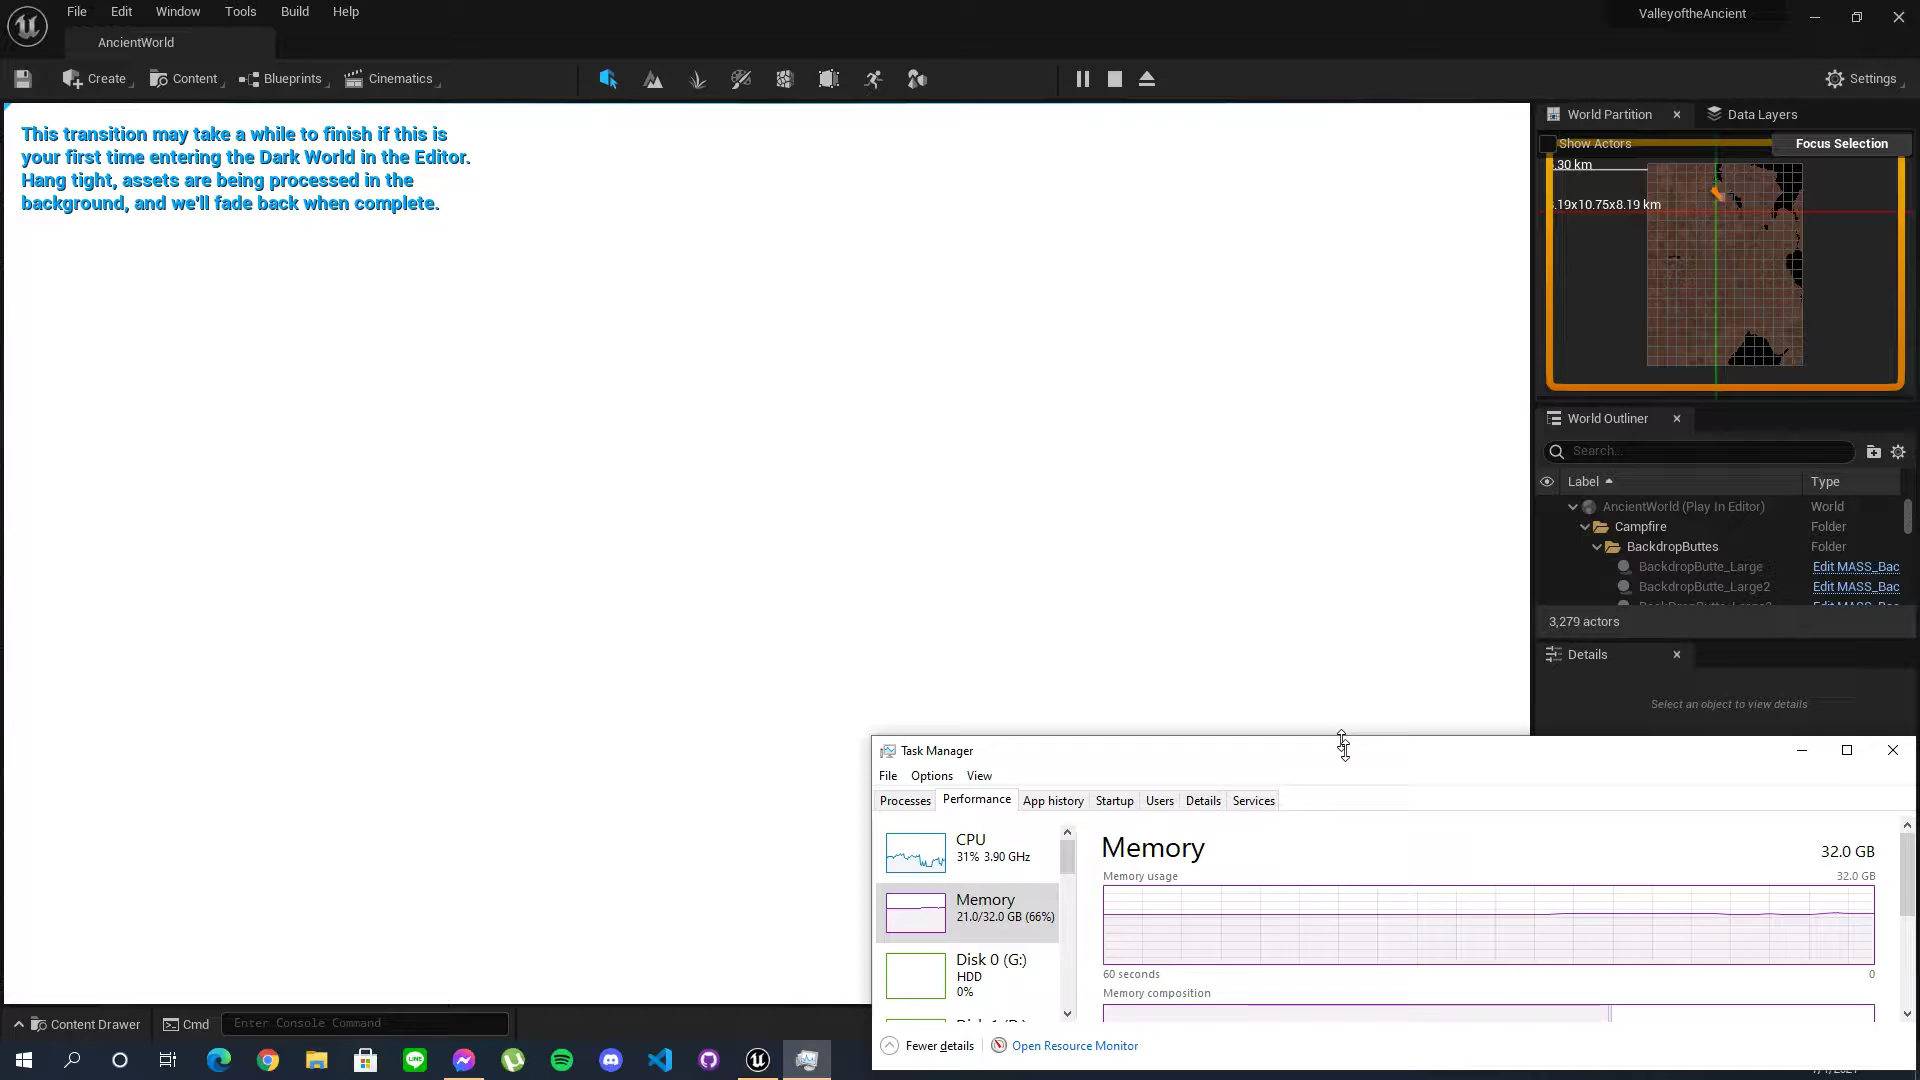 File Edit Window Tools Build Help
ValleyoftheAncient
AncientWorld
Create Content Blueprints Cinematics Settings
This transition may take a while to finish if this is
your first time entering the Dark World in the Editor.
Hang tight, assets are being processed in the
background, and we'll fade back when complete.
World Partition Data Layers
Show Actors Focus Selection
.30 km
.19x10.75x8.19 km
World Outliner
Search...
Label Type
AncientWorld (Play In Editor) World
Campfire Folder
BackdropButtes Folder
BackdropButte_Large Edit MASS_Bac
BackdropButte_Large2 Edit MASS_Bac
3,279 actors
Details
Select an object to view details
Task Manager
File Options View
Processes Performance App history Startup Users Details Services
CPU
31% 3.90 GHz
Memory
21.0/32.0 GB (66%)
Disk 0 (G:)
HDD
0%
Memory 32.0 GB
Memory usage 32.0 GB
60 seconds 0
Memory composition
Fewer details Open Resource Monitor
Content Drawer Cmd Enter Console Command
LINE